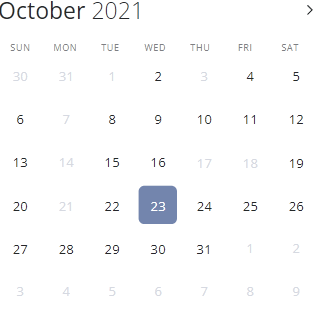 October 2021
SUN MON TUE WED THU FRI SAT
30 31 1 2 3 4 5
6 7 8 9 10 11 12
13 14 15 16 17 18 19
20 21 22 23 24 25 26
27 28 29 30 31 1 2
3 4 5 6 7 8 9